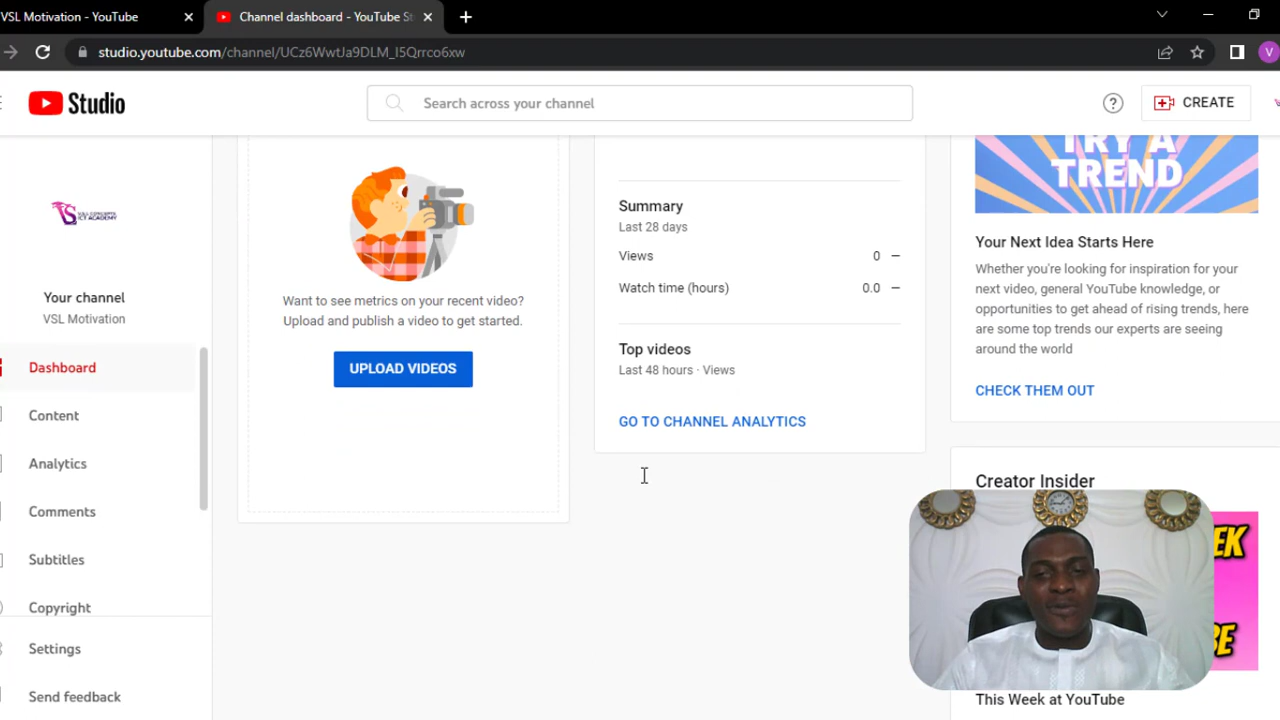 VSL Motivation - YouTube
Channel dashboard - YouTube St
studio.youtube.com/channel/UCz6WwtJa9DLM_I5Qrrco6xw
V
Studio
Search across your channel
CREATE
VSLL CONCEPTS
ICT ACADEMY
Your channel
VSL Motivation
Dashboard
Content
Analytics
Comments
Subtitles
Copyright
Settings
Send feedback
Want to see metrics on your recent video?
Upload and publish a video to get started.
UPLOAD VIDEOS
Summary
Last 28 days
Views 0 –
Watch time (hours) 0.0 –
Top videos
Last 48 hours · Views
GO TO CHANNEL ANALYTICS
TRY A
TREND
Your Next Idea Starts Here
Whether you're looking for inspiration for your
next video, general YouTube knowledge, or
opportunities to get ahead of rising trends, here
are some top trends our experts are seeing
around the world
CHECK THEM OUT
Creator Insider
EK
BE
This Week at YouTube